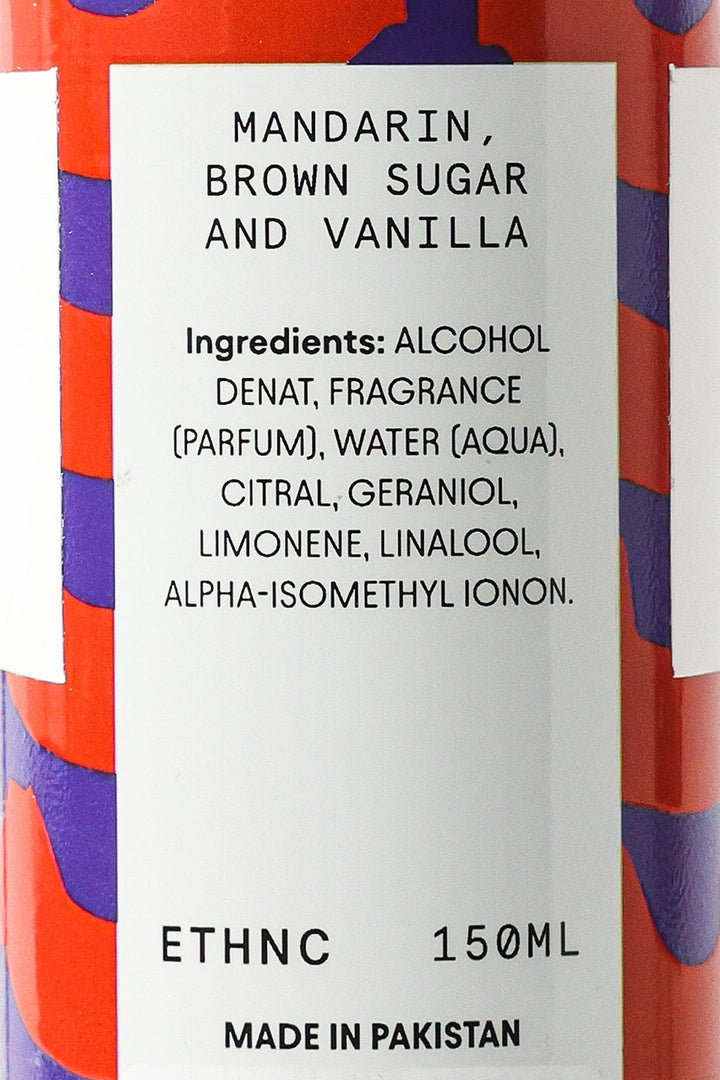 MANDARIN,
BROWN SUGAR
AND VANILLA
Ingredients: ALCOHOL
DENAT, FRAGRANCE
(PARFUM), WATER (AQUA),
CITRAL, GERANIOL,
LIMONENE, LINALOOL,
ALPHA-ISOMETHYL IONON.
ETHNC 150ML
MADE IN PAKISTAN